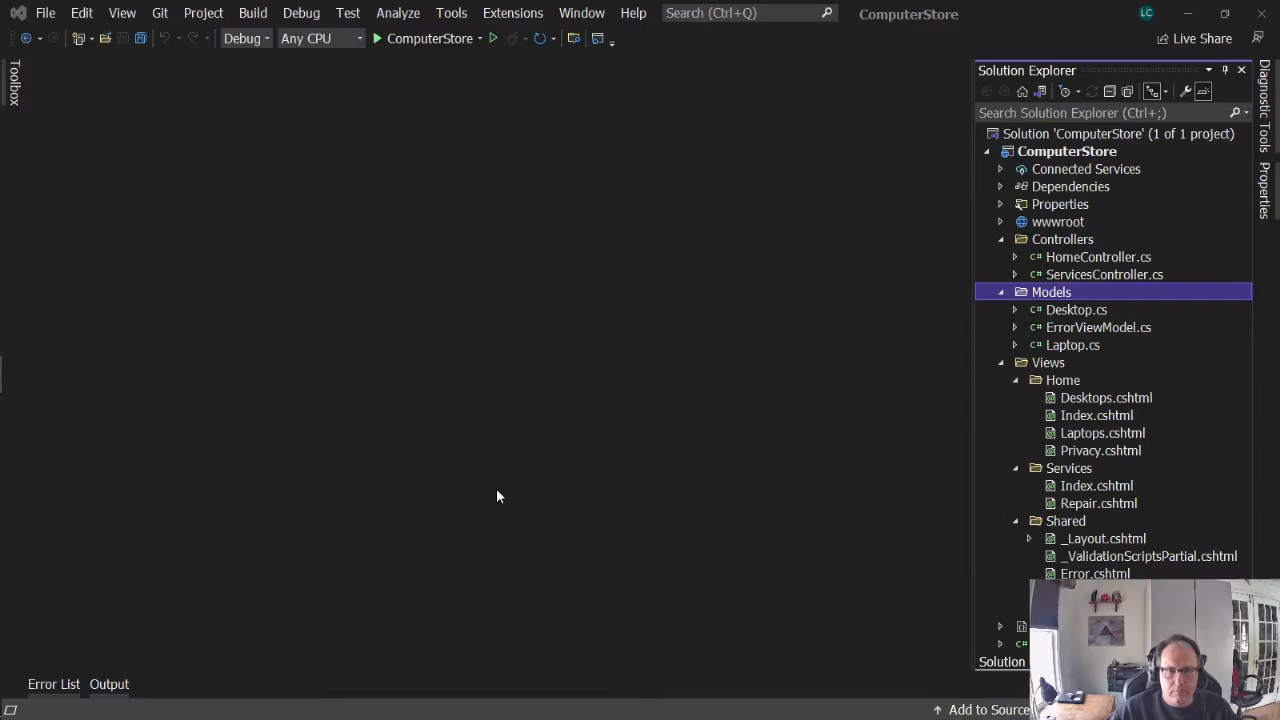 File Edit View Git Project Build Debug Test Analyze Tools Extensions Window Help Search (Ctrl+Q) ComputerStore LC
Debug Any CPU ComputerStore Live Share
Toolbox
Solution Explorer
Search Solution Explorer (Ctrl+;)
Solution 'ComputerStore' (1 of 1 project)
ComputerStore
Connected Services
Dependencies
Properties
wwwroot
Controllers
C# HomeController.cs
C# ServicesController.cs
Models
C# Desktop.cs
C# ErrorViewModel.cs
C# Laptop.cs
Views
Home
Desktops.cshtml
Index.cshtml
Laptops.cshtml
Privacy.cshtml
Services
Index.cshtml
Repair.cshtml
Shared
_Layout.cshtml
_ValidationScriptsPartial.cshtml
Error.cshtml
C#
Solution
Diagnostic Tools
Properties
Error List Output
Add to Source